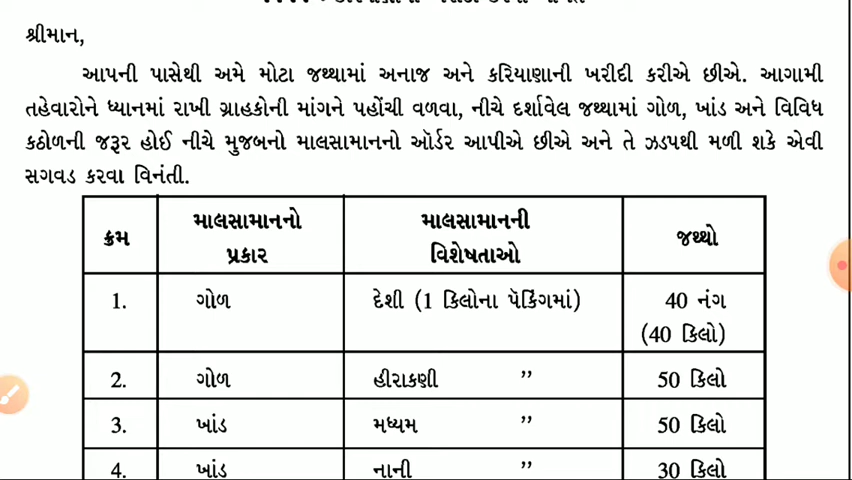 શ્રીમાન,
આપની પાસેથી અમે મોટા જથ્થામાં અનાજ અને કરિયાણાની ખરીદી કરીએ છીએ. આગામી
તહેવારોને ધ્યાનમાં રાખી ગ્રાહકોની માંગને પહોંચી વળવા, નીચે દર્શાવેલ જથ્થામાં ગોળ, ખાંડ અને વિવિધ
કઠોળની જરૂર હોઈ નીચે મુજબનો માલસામાનનો ઑર્ડર આપીએ છીએ અને તે ઝડપથી મળી શકે એવી
સગવડ કરવા વિનંતી.
ક્રમ માલસામાનનો પ્રકાર માલસામાનની વિશેષતાઓ જથ્થો
1. ગોળ દેશી (1 કિલોના પૅકિંગમાં) 40 નંગ
(40 કિલો)
2. ગોળ હીરાકણી ” 50 કિલો
3. ખાંડ મધ્યમ ” 50 કિલો
4. ખાંડ નાની ” 30 કિલો